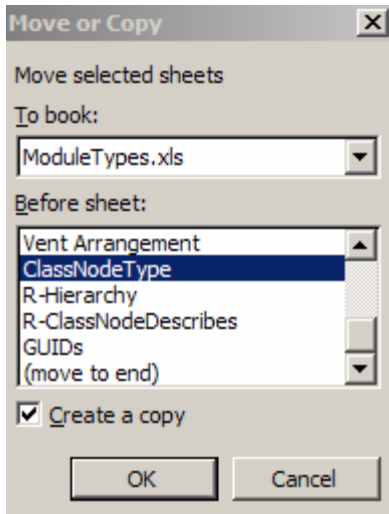 Move or Copy
Move selected sheets
To book:
ModuleTypes.xls
Before sheet:
Vent Arrangement
ClassNodeType
R-Hierarchy
R-ClassNodeDescribes
GUIDs
(move to end)
Create a copy
OK Cancel